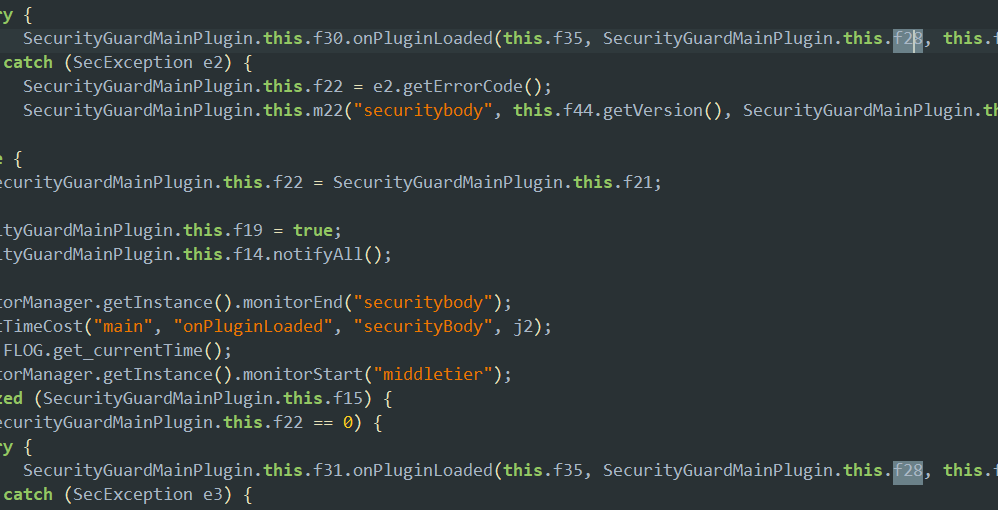 ry {
SecurityGuardMainPlugin.this.f30.onPluginLoaded(this.f35, SecurityGuardMainPlugin.this.f28, this.f
catch (SecException e2) {
SecurityGuardMainPlugin.this.f22 = e2.getErrorCode();
SecurityGuardMainPlugin.this.m22("securitybody", this.f44.getVersion(), SecurityGuardMainPlugin.th
e {
ecurityGuardMainPlugin.this.f22 = SecurityGuardMainPlugin.this.f21;
ityGuardMainPlugin.this.f19 = true;
ityGuardMainPlugin.this.f14.notifyAll();
torManager.getInstance().monitorEnd("securitybody");
tTimeCost("main", "onPluginLoaded", "securityBody", j2);
FLOG.get_currentTime();
torManager.getInstance().monitorStart("middletier");
zed (SecurityGuardMainPlugin.this.f15) {
ecurityGuardMainPlugin.this.f22 == 0) {
ry {
SecurityGuardMainPlugin.this.f31.onPluginLoaded(this.f35, SecurityGuardMainPlugin.this.f28, this.f
catch (SecException e3) {